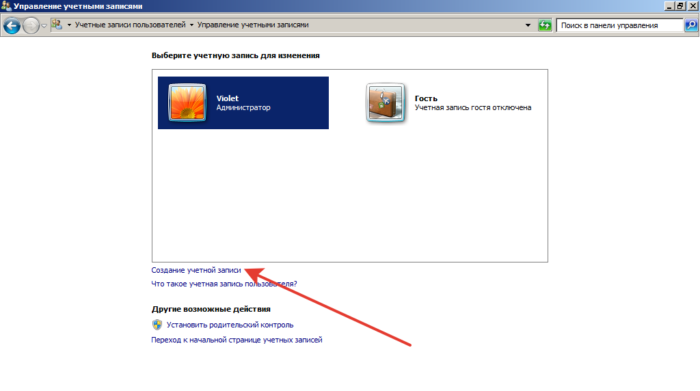 Управление учетными записями
Учетные записи пользователей
Управление учетными записями
Поиск в панели управления
Выберите учетную запись для изменения
Violet
Администратор
Гость
Учетная запись гостя отключена
Создание учетной записи
Что такое учетная запись пользователя?
Другие возможные действия
Установить родительский контроль
Переход к начальной странице учетных записей